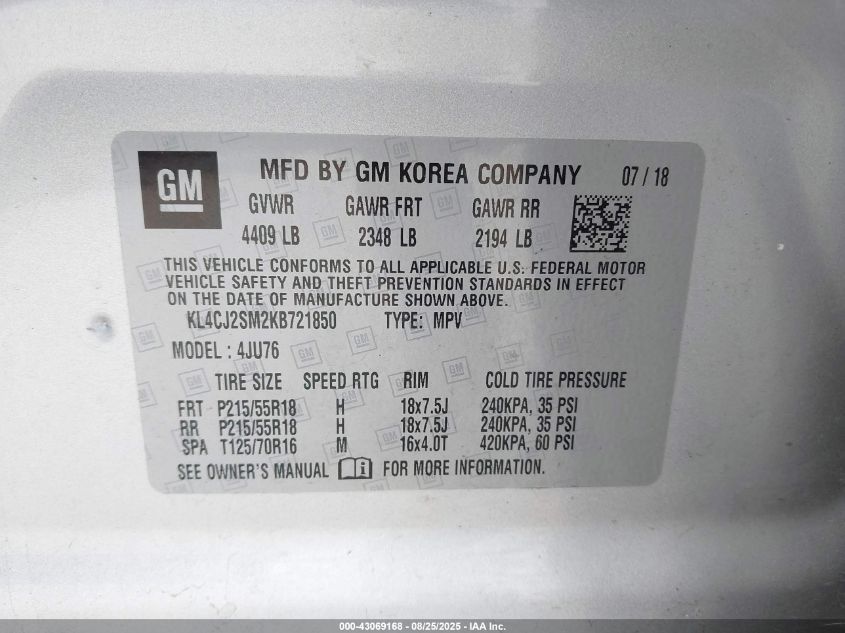 GM
MFD BY GM KOREA COMPANY 07 / 18
GVWR GAWR FRT GAWR RR
4409 LB 2348 LB 2194 LB
THIS VEHICLE CONFORMS TO ALL APPLICABLE U.S. FEDERAL MOTOR
VEHICLE SAFETY AND THEFT PREVENTION STANDARDS IN EFFECT
ON THE DATE OF MANUFACTURE SHOWN ABOVE.
KL4CJ2SM2KB721850 TYPE: MPV
MODEL : 4JU76
TIRE SIZE SPEED RTG RIM COLD TIRE PRESSURE
FRT P215/55R18 H 18x7.5J 240KPA, 35 PSI
RR P215/55R18 H 18x7.5J 240KPA, 35 PSI
SPA T125/70R16 M 16x4.0T 420KPA, 60 PSI
SEE OWNER'S MANUAL i FOR MORE INFORMATION.
000-43069168 - 08/25/2025 - IAA Inc.